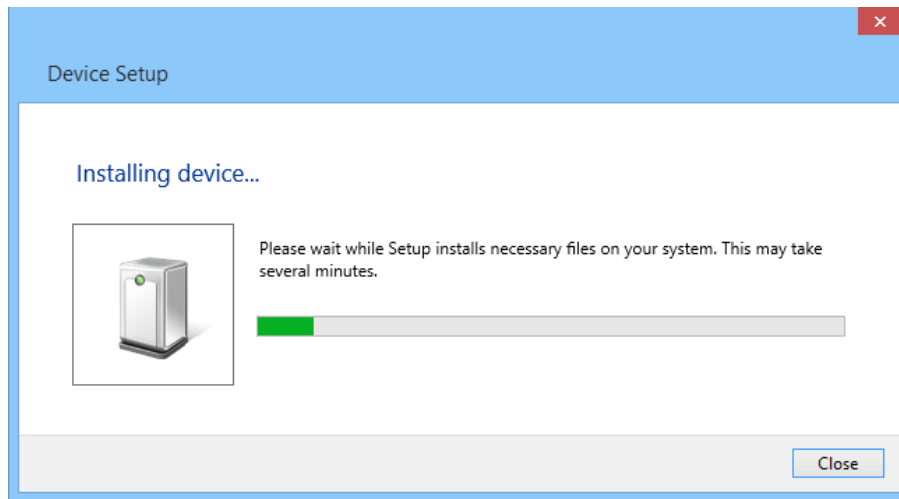 Device Setup
Installing device...
Please wait while Setup installs necessary files on your system. This may take
several minutes.
Close